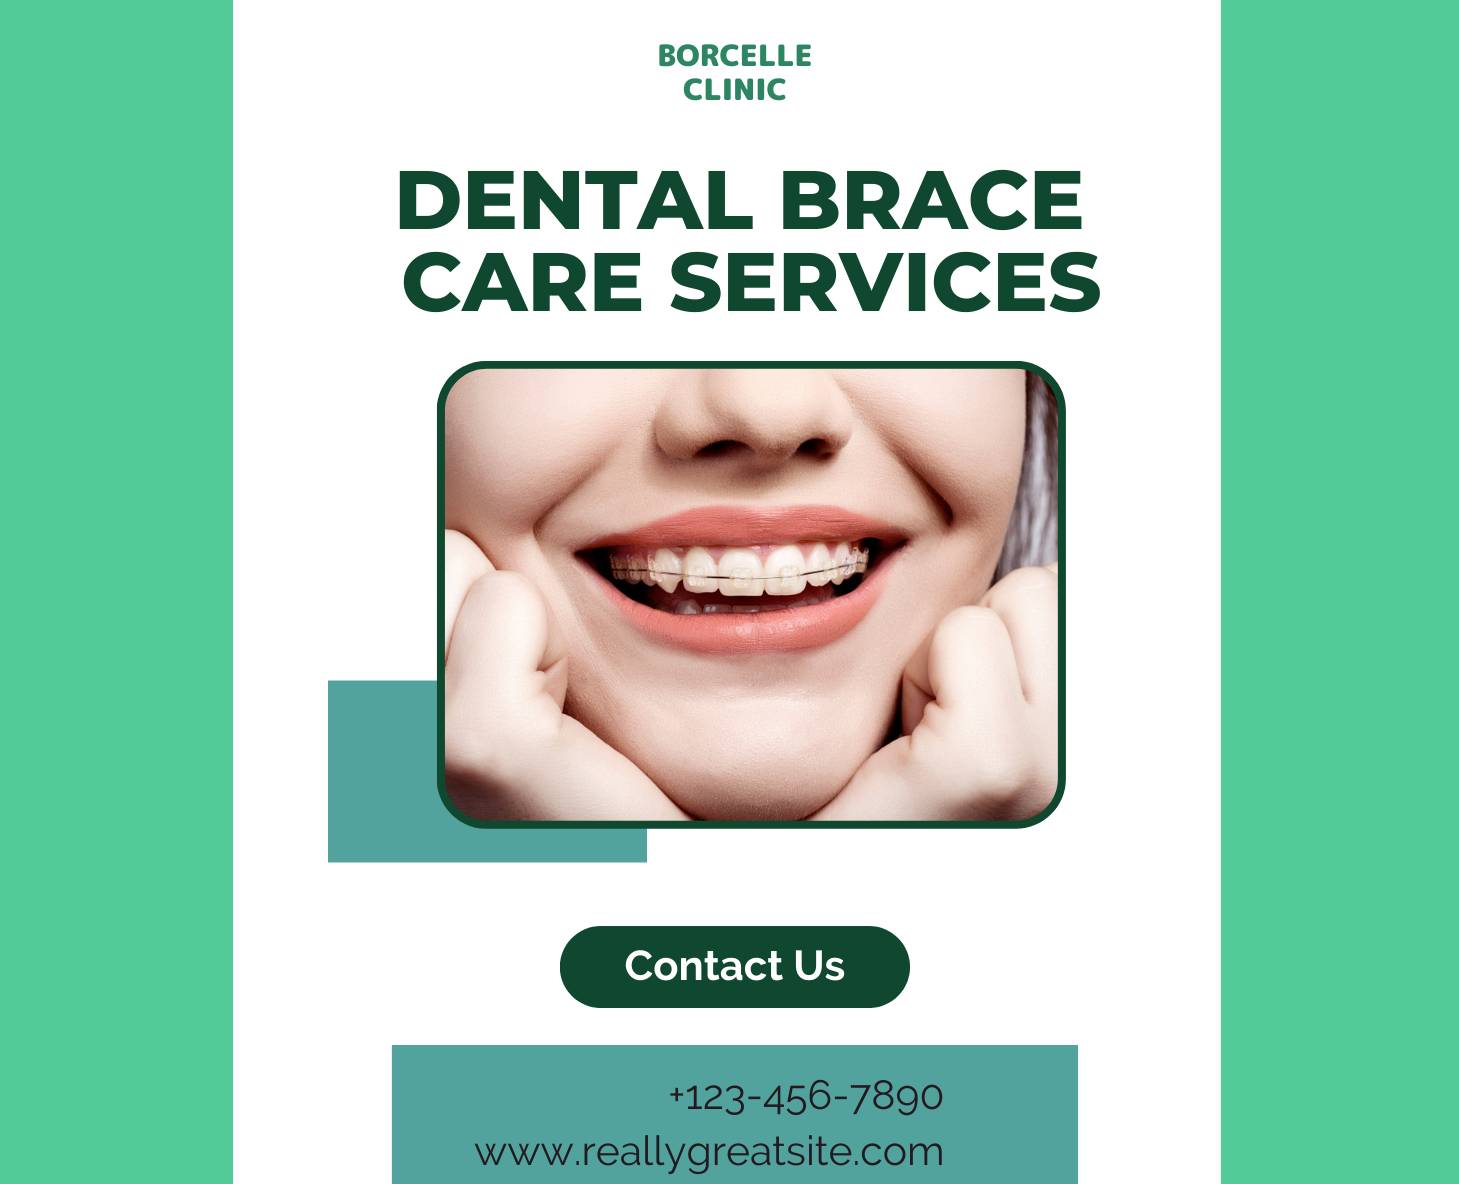 BORCELLE
CLINIC
DENTAL BRACE
CARE SERVICES
Contact Us
+123-456-7890
www.reallygreatsite.com